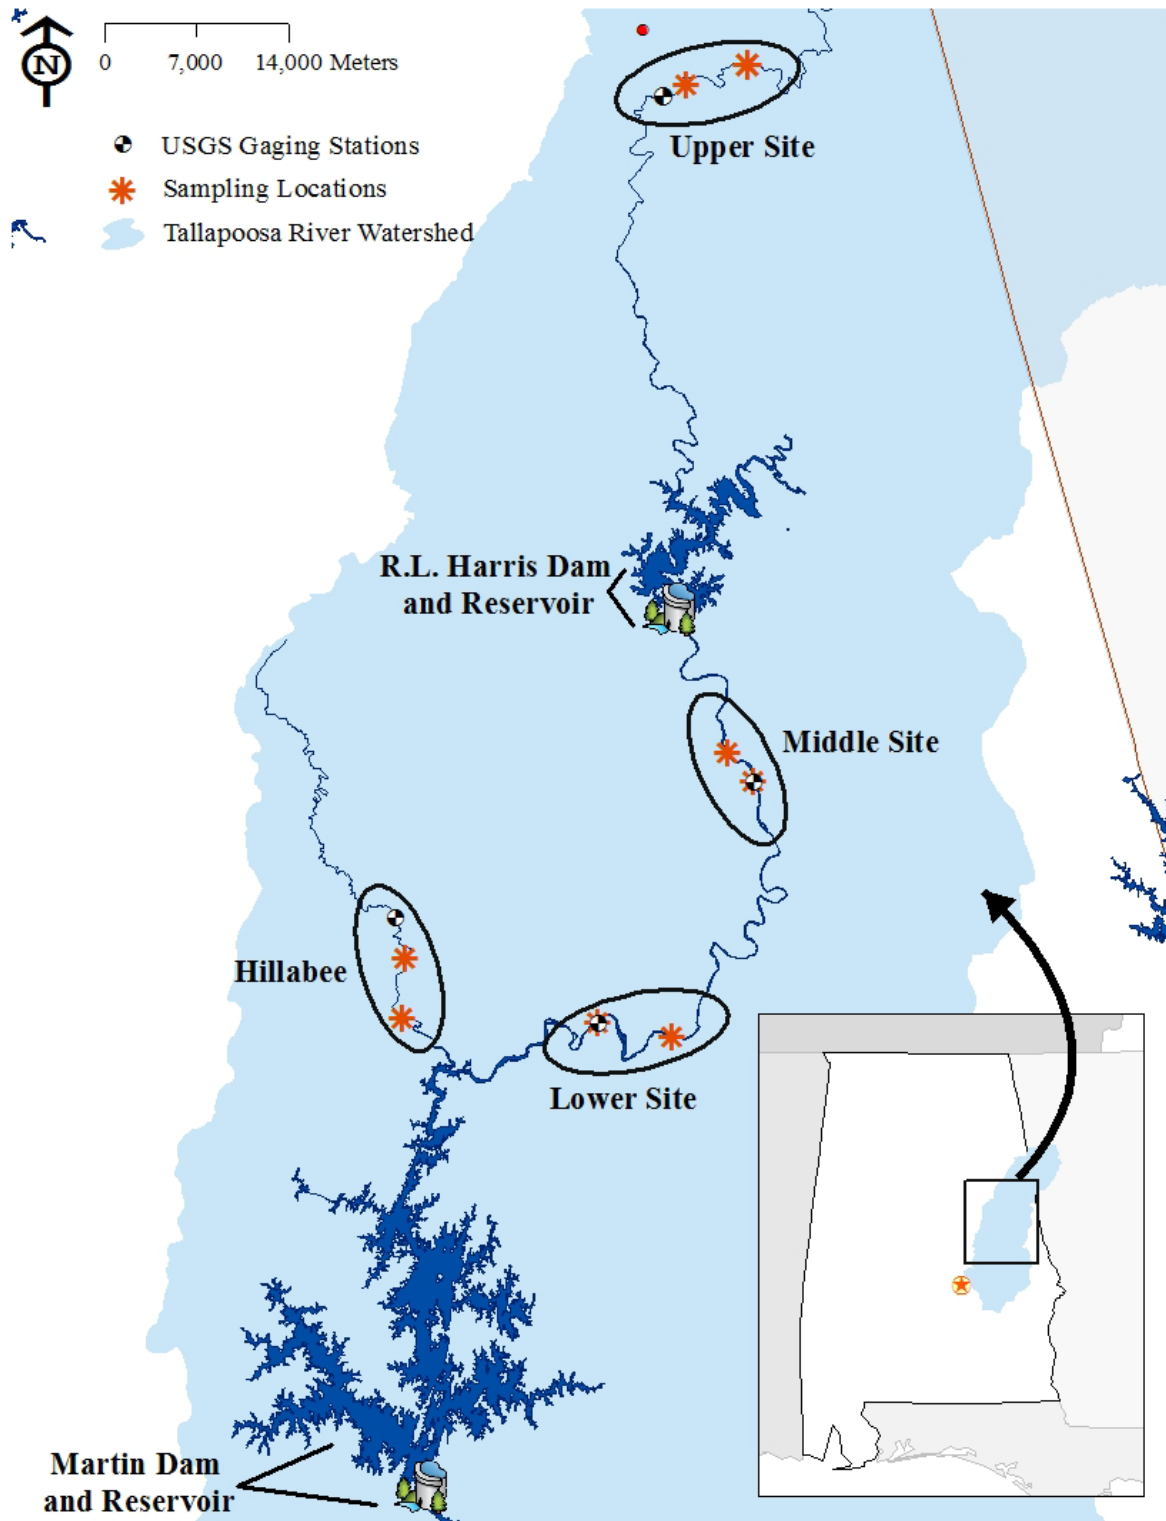 N
0 7,000 14,000 Meters
USGS Gaging Stations
Sampling Locations
Tallapoosa River Watershed
Upper Site
R.L. Harris Dam
and Reservoir
Middle Site
Hillabee
Lower Site
Martin Dam
and Reservoir